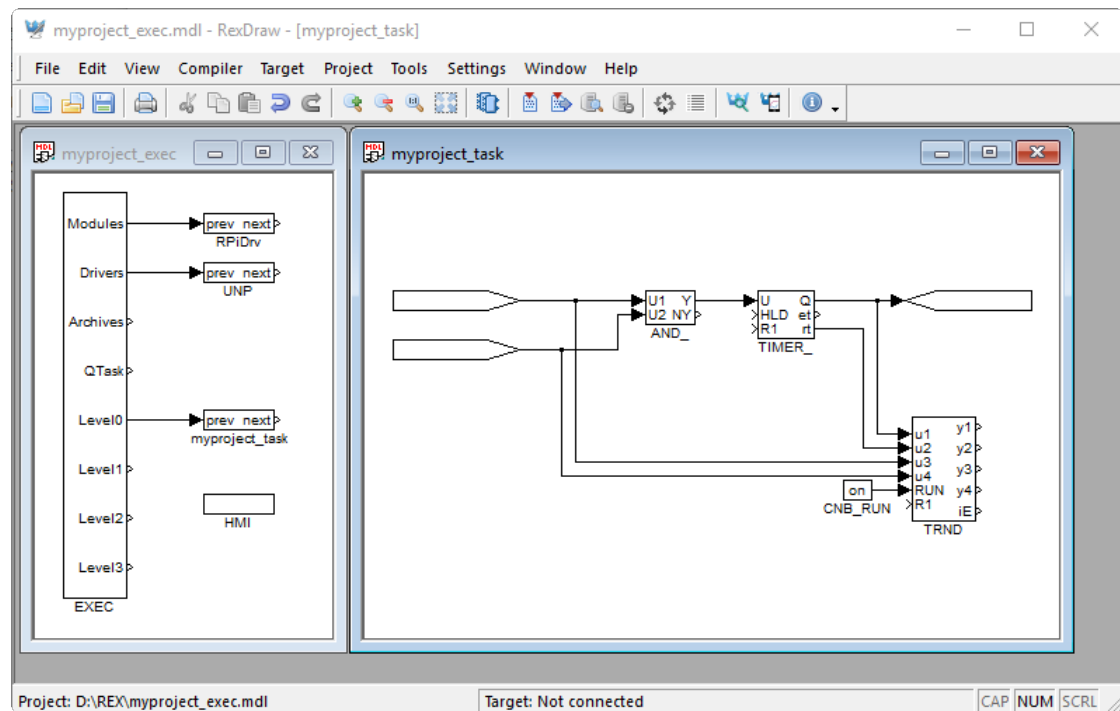 myproject_exec.mdl - RexDraw - [myproject_task]
File Edit View Compiler Target Project Tools Settings Window Help
MDL myproject_exec
Modules
prev next
RPiDrv
Drivers
prev next
UNP
Archives
QTask
Level0
prev next
myproject_task
Level1
Level2
HMI
Level3
EXEC
MDL myproject_task
U1 Y
U2 NY
AND_
U Q
HLD et
R1 rt
TIMER_
u1 y1
u2 y2
u3 y3
u4
RUN y4
R1 iE
TRND
on
CNB_RUN
Project: D:\REX\myproject_exec.mdl
Target: Not connected
CAP NUM SCRL